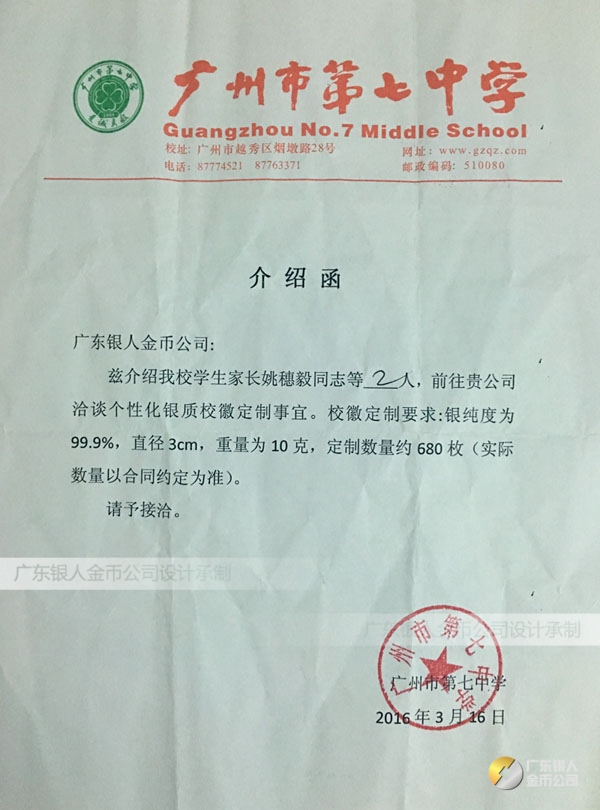 广州市第七中学
广州市第七中学
Guangzhou No.7 Middle School
校址: 广州市越秀区烟墩路28号 网址: www.gzqz.com
电话: 87774521 87763371 邮政编码: 510080
介绍函
广东银人金币公司:
兹介绍我校学生家长姚穗毅同志等 2 人，前往贵公司
洽谈个性化银质校徽定制事宜。校徽定制要求:银纯度为
99.9%，直径3cm，重量为10克，定制数量约680枚（实际
数量以合同约定为准）。
请予接洽。
广东银人金币公司设计承制
广东银人金币公司设计承制
广州市第七中学
广州市第七中学
2016年3月16日
广东银人
金币公司